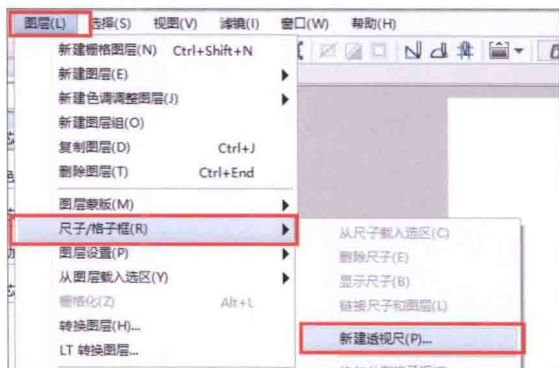 图层(L) 选择(S) 视图(V) 滤镜(I) 窗口(W) 帮助(H)
新建栅格图层(N) Ctrl+Shift+N
新建图层(E)
新建色调调整图层(J)
新建图层组(O)
复制图层(D) Ctrl+J
删除图层(T) Ctrl+End
图层蒙版(M)
尺子/格子框(R)
图层设置(P)
从图层载入选区(Y)
栅格化(Z) Alt+L
转换图层(H)...
LT 转换图层...
从尺子载入选区(C)
删除尺子(E)
显示尺子(B)
链接尺子和图层(L)
新建透视尺(P)...